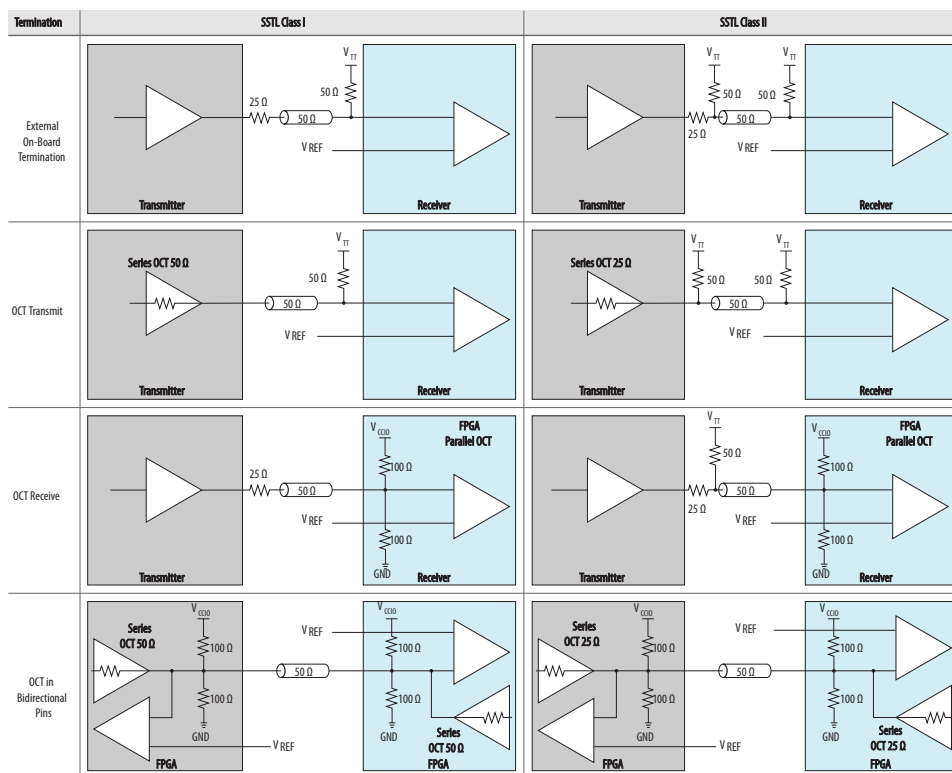 Termination
SSTL Class I
SSTL Class II
External
On-Board
Termination
V TT
50 Ω
25 Ω
50 Ω
V REF
Transmitter
Receiver
V TT
V TT
50 Ω
50 Ω
50 Ω
25 Ω
V REF
Transmitter
Receiver
OCT Transmit
Series OCT 50 Ω
V TT
50 Ω
50 Ω
V REF
Transmitter
Receiver
Series OCT 25 Ω
V TT
V TT
50 Ω
50 Ω
50 Ω
V REF
Transmitter
Receiver
OCT Receive
25 Ω
50 Ω
V CCIO
FPGA
Parallel OCT
100 Ω
V REF
100 Ω
GND
Transmitter
Receiver
V TT
50 Ω
50 Ω
25 Ω
V REF
V CCIO
FPGA
Parallel OCT
100 Ω
100 Ω
GND
Transmitter
Receiver
OCT in
Bidirectional
Pins
Series
OCT 50 Ω
V CCIO
100 Ω
100 Ω
GND
50 Ω
V REF
V REF
V CCIO
100 Ω
100 Ω
GND
Series
OCT 50 Ω
FPGA
FPGA
Series
OCT 25 Ω
V CCIO
100 Ω
100 Ω
GND
50 Ω
V REF
V REF
V CCIO
100 Ω
100 Ω
GND
Series
OCT 25 Ω
FPGA
FPGA